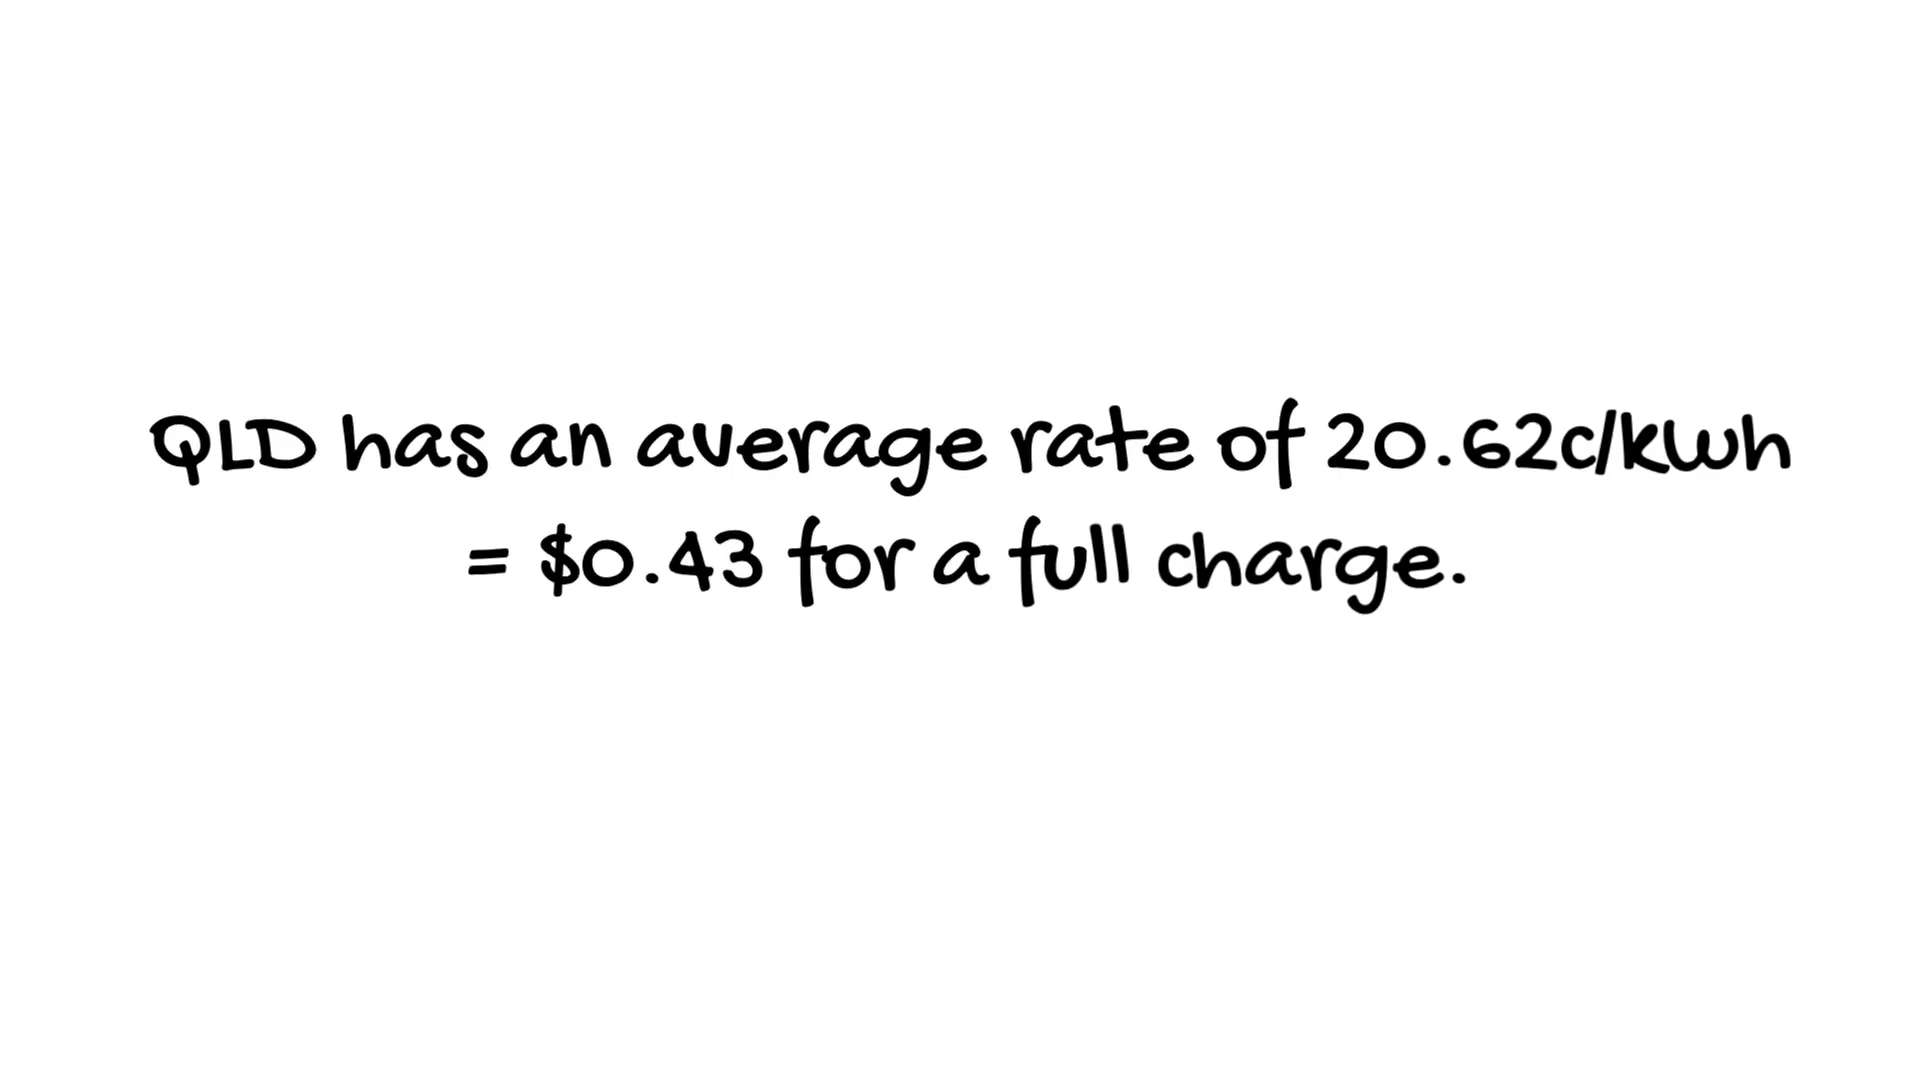 QLD has an average rate of 20.62c/kWh
= $0.43 for a full charge.